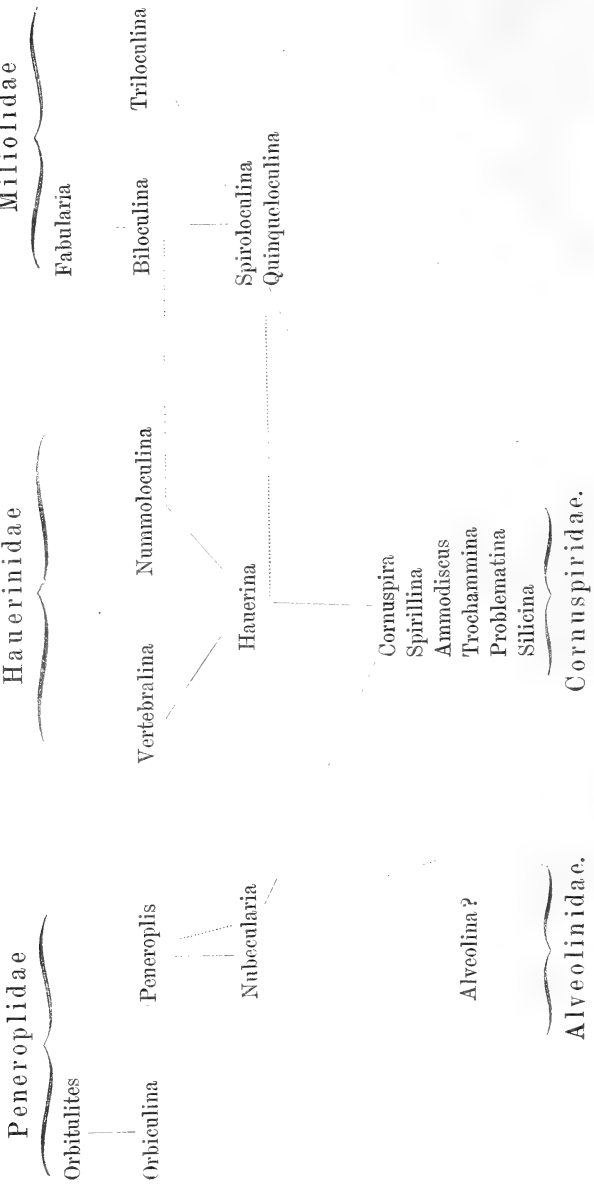 Peneroplidae Hauerinidae Miliolidae
Orbitulites Fabularia
Orbiculina Peneroplis Vertebralina Nummoloculina Biloculina Triloculina
Nubecularia Hauerina Spiroloculina
Quinqueloculina
Cornuspira
Spirillina
Ammodiscus
Alveolina? Trochammina
Problematina
Silicina
Alveolinidae. Cornuspiridae.